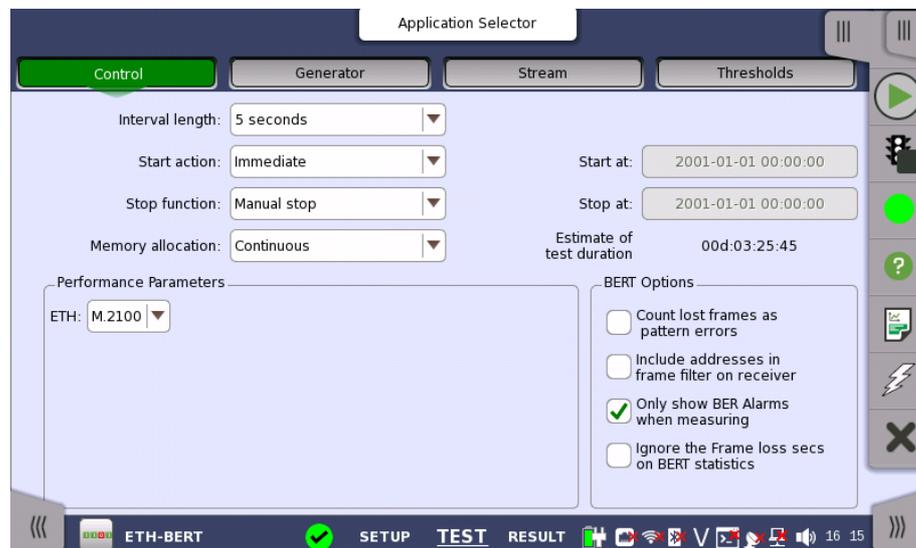 Application Selector
Control
Generator
Stream
Thresholds
Interval length: 5 seconds
Start action: Immediate
Start at: 2001-01-01 00:00:00
Stop function: Manual stop
Stop at: 2001-01-01 00:00:00
Memory allocation: Continuous
Estimate of
test duration
00d:03:25:45
Performance Parameters
ETH: M.2100
BERT Options
Count lost frames as
pattern errors
Include addresses in
frame filter on receiver
Only show BER Alarms
when measuring
Ignore the Frame loss secs
on BERT statistics
ETH-BERT
SETUP
TEST
RESULT
16 15